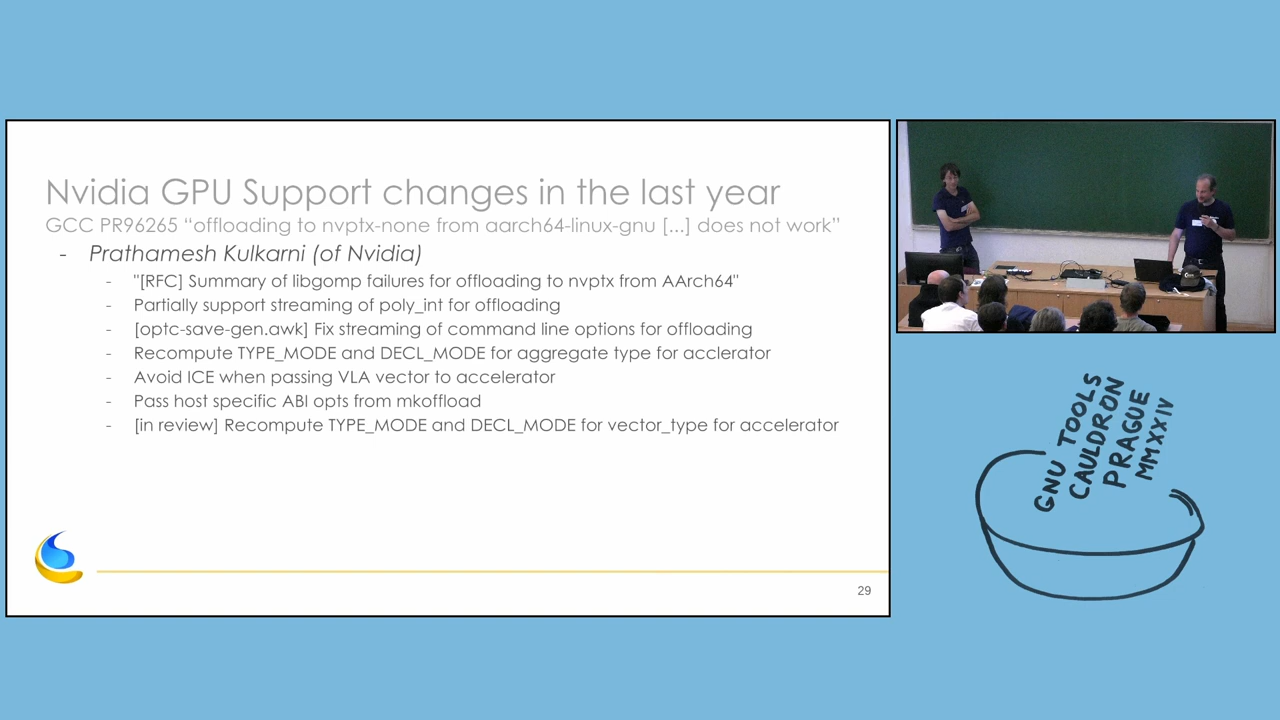 Nvidia GPU Support changes in the last year
GCC PR96265 “offloading to nvptx-none from aarch64-linux-gnu [...] does not work”
- Prathamesh Kulkarni (of Nvidia)
- "[RFC] Summary of libgomp failures for offloading to nvptx from AArch64"
- Partially support streaming of poly_int for offloading
- [optc-save-gen.awk] Fix streaming of command line options for offloading
- Recompute TYPE_MODE and DECL_MODE for aggregate type for acclerator
- Avoid ICE when passing VLA vector to accelerator
- Pass host specific ABI opts from mkoffload
- [in review] Recompute TYPE_MODE and DECL_MODE for vector_type for accelerator
29
GNU TOOLS
CAULDRON
PRAGUE
MMXXIV